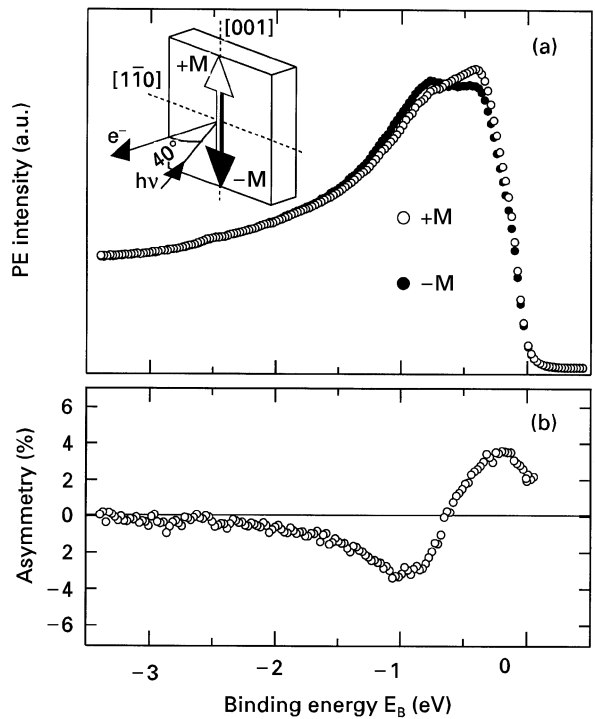 [001]
(a)
+M
[11̄0]
e⁻
40°
hν
−M
+M
−M
PE intensity (a.u.)
(b)
6
4
2
0
2
−4
−6
Asymmetry (%)
−3
−2
−1
0
Binding energy E_B (eV)